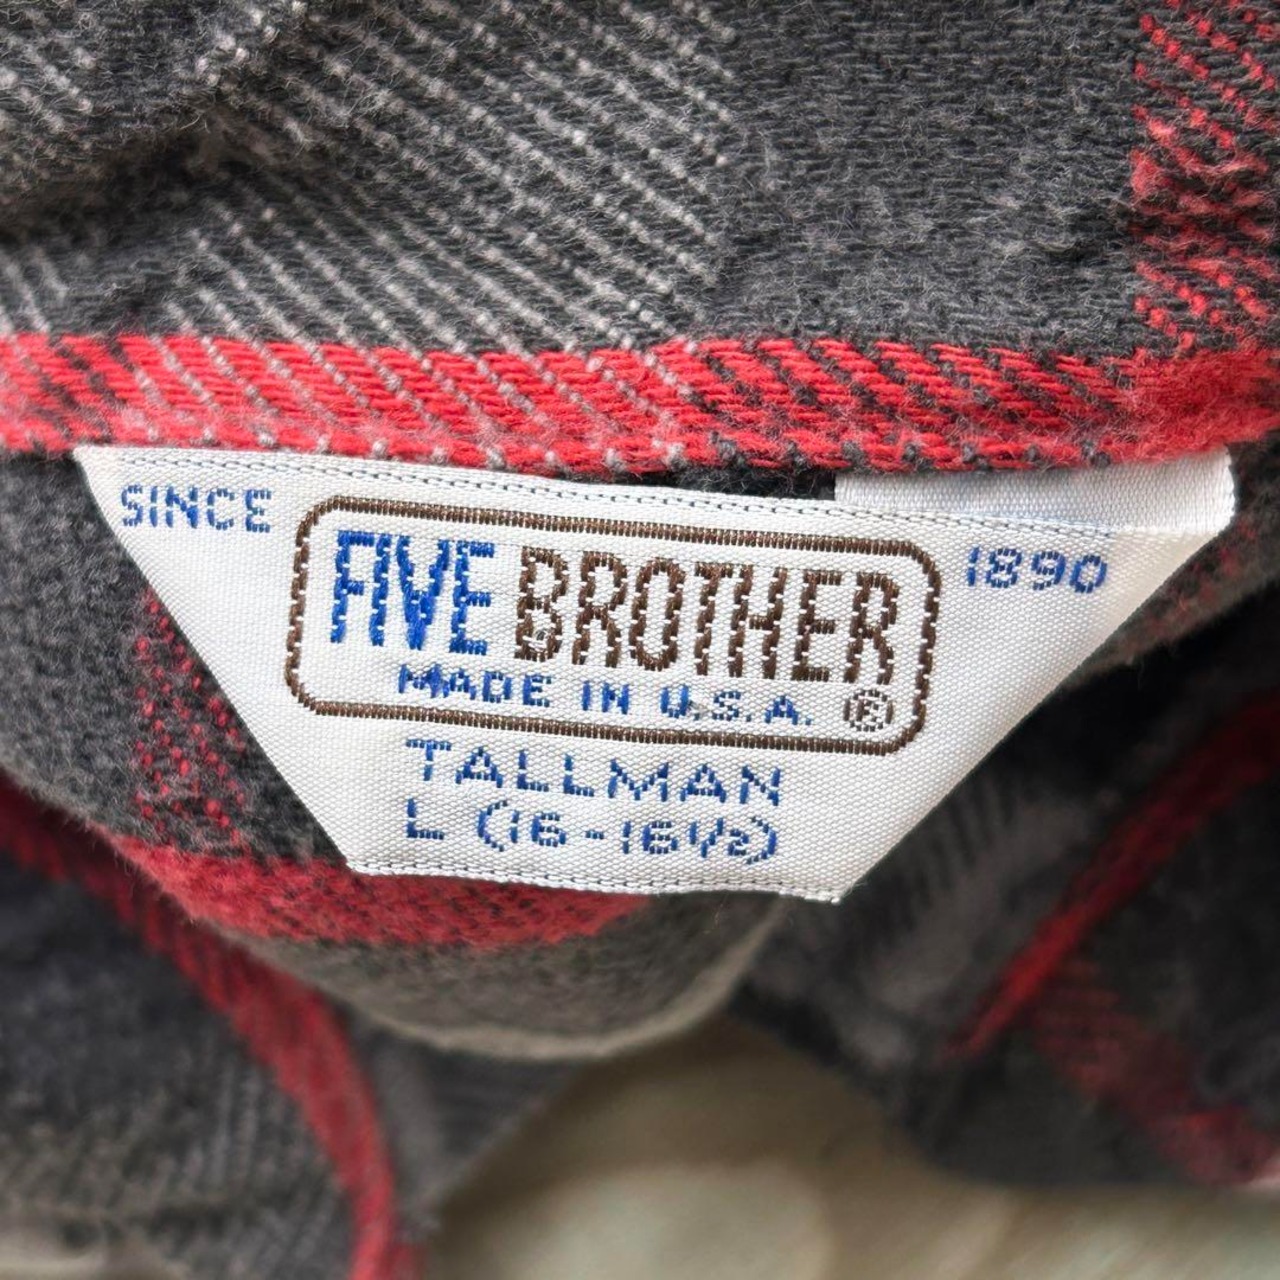 SINCE 1890
FIVE BROTHER
MADE IN U.S.A. ®
TALLMAN
L (16-16½)